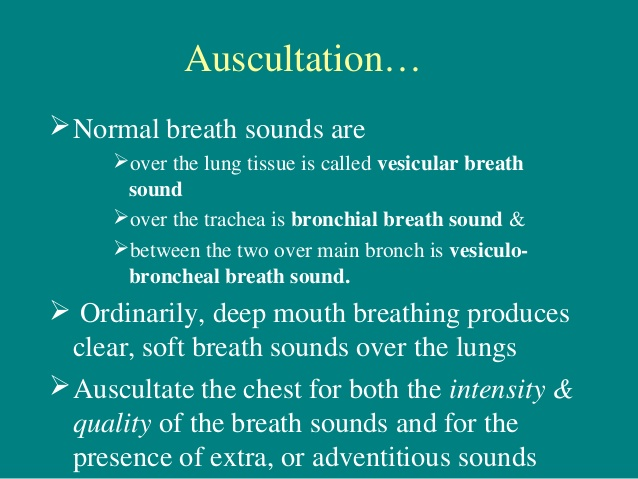 Auscultation…
➢Normal breath sounds are
➢over the lung tissue is called vesicular breath
sound
➢over the trachea is bronchial breath sound &
➢between the two over main bronch is vesiculo-
broncheal breath sound.
➢ Ordinarily, deep mouth breathing produces
clear, soft breath sounds over the lungs
➢Auscultate the chest for both the intensity &
quality of the breath sounds and for the
presence of extra, or adventitious sounds